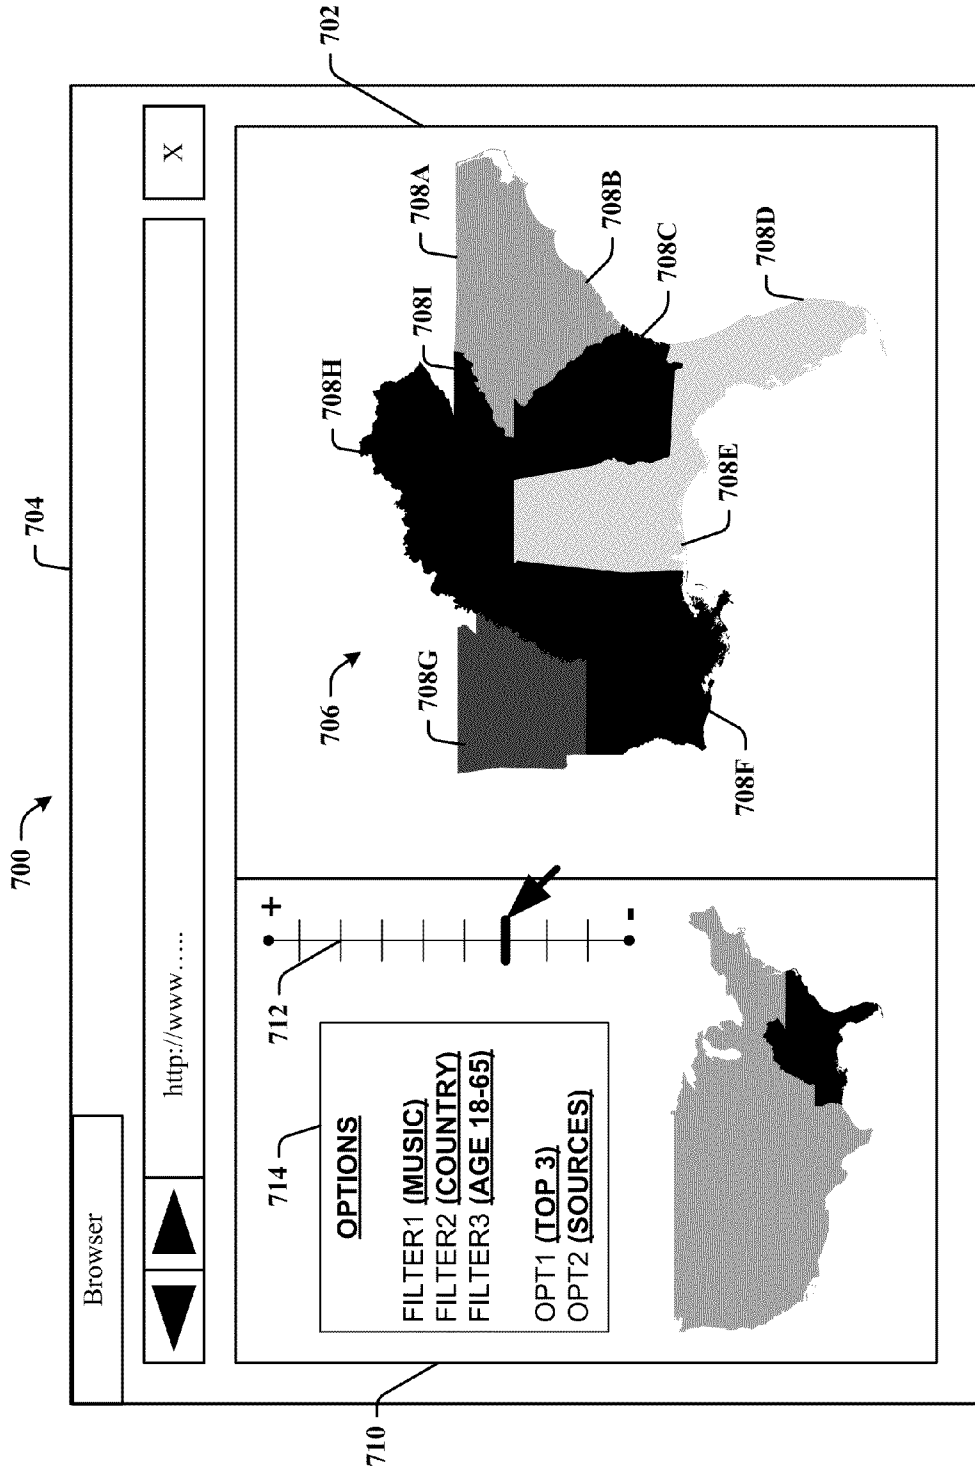 700
704
Browser
http://www.....
X
702
710
714
OPTIONS
FILTER1 (MUSIC)
FILTER2 (COUNTRY)
FILTER3 (AGE 18-65)
OPT1 (TOP 3)
OPT2 (SOURCES)
712
+
-
706
708H
708I
708A
708G
708B
708C
708E
708D
708F